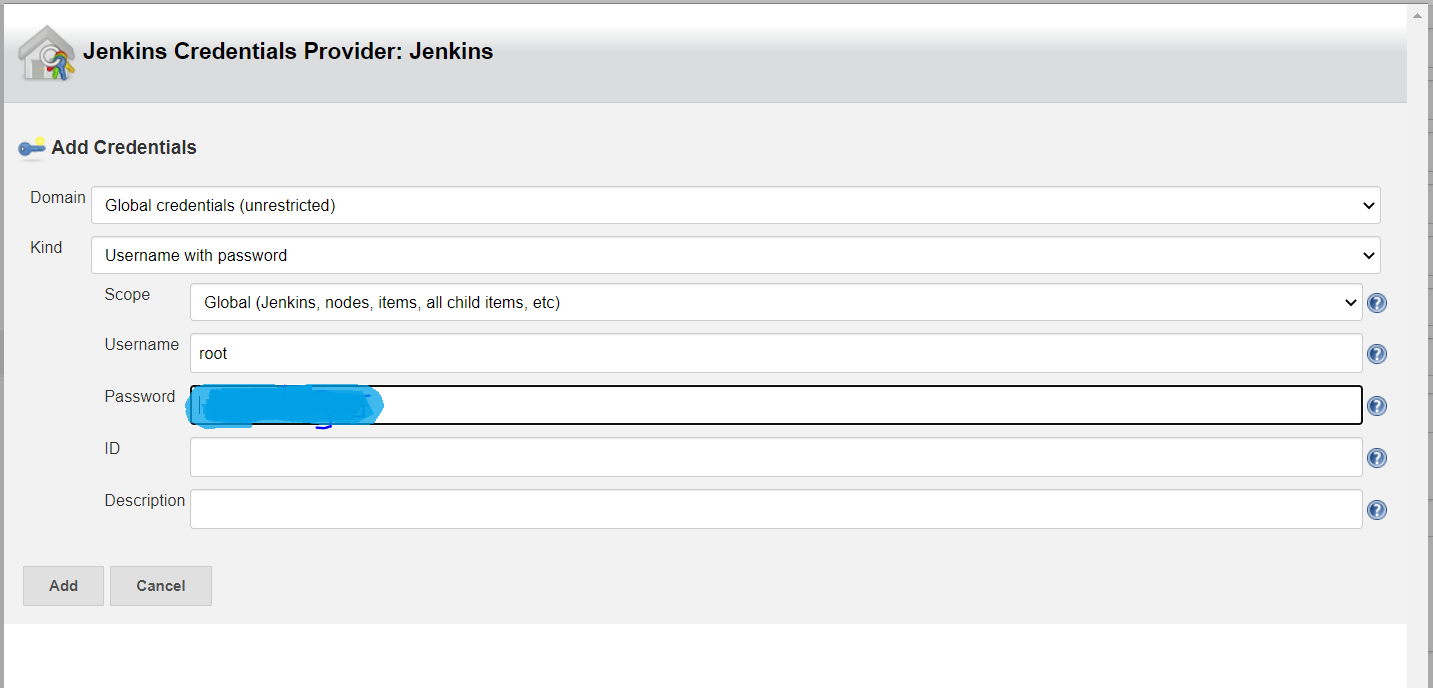 Jenkins Credentials Provider: Jenkins
Add Credentials
Domain Global credentials (unrestricted)
Kind Username with password
Scope Global (Jenkins, nodes, items, all child items, etc)
Username root
Password
ID
Description
Add Cancel